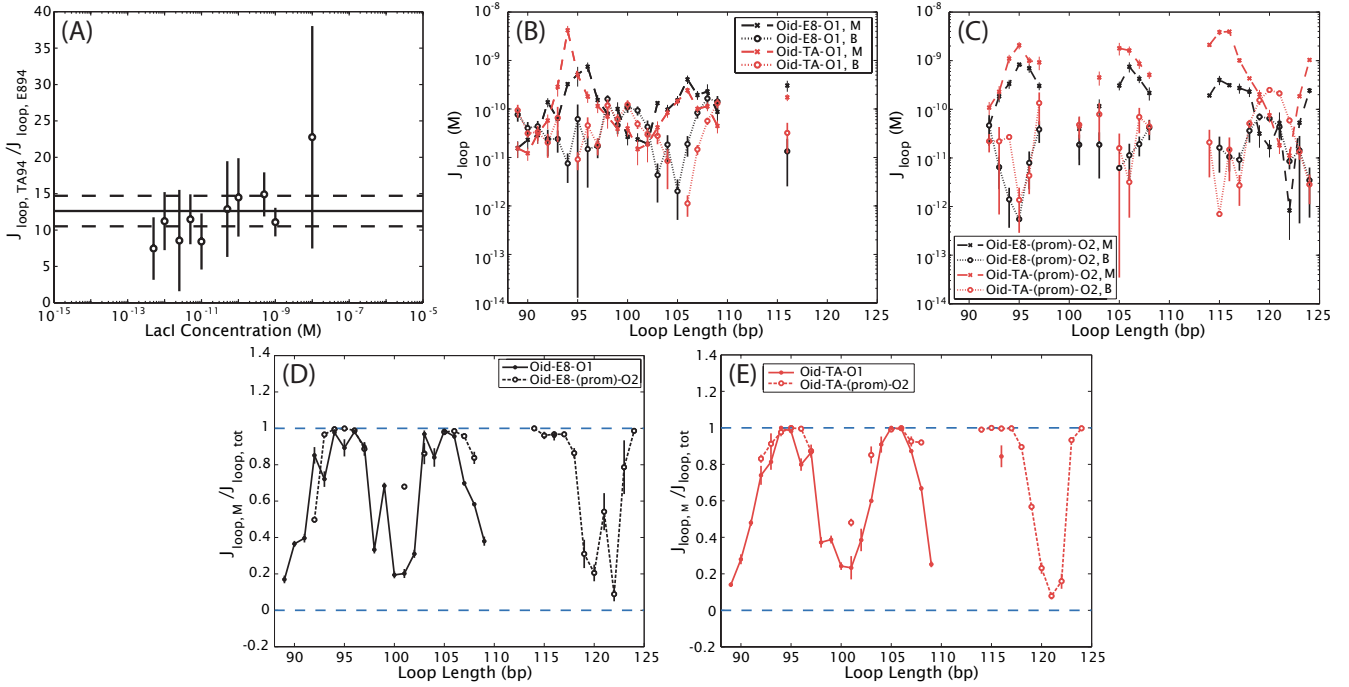 (A)
J loop, TA94 / J loop, E894
40
35
30
25
20
15
10
5
0
10-15
10-13
10-11
10-9
10-7
10-5
LacI Concentration (M)
(B)
Oid-E8-O1, M
Oid-E8-O1, B
Oid-TA-O1, M
Oid-TA-O1, B
J loop (M)
10-8
10-9
10-10
10-11
10-12
10-13
10-14
90
95
100
105
110
115
120
125
Loop Length (bp)
(C)
J loop (M)
10-8
10-9
10-10
10-11
10-12
10-13
10-14
Oid-E8-(prom)-O2, M
Oid-E8-(prom)-O2, B
Oid-TA-(prom)-O2, M
Oid-TA-(prom)-O2, B
90
95
100
105
110
115
120
125
Loop Length (bp)
(D)
Oid-E8-O1
Oid-E8-(prom)-O2
J loop, M / J loop, tot
1.4
1.2
1
0.8
0.6
0.4
0.2
0
-0.2
90
95
100
105
110
115
120
125
Loop Length (bp)
(E)
Oid-TA-O1
Oid-TA-(prom)-O2
J loop, M / J loop, tot
1.4
1.2
1
0.8
0.6
0.4
0.2
0
-0.2
90
95
100
105
110
115
120
125
Loop Length (bp)